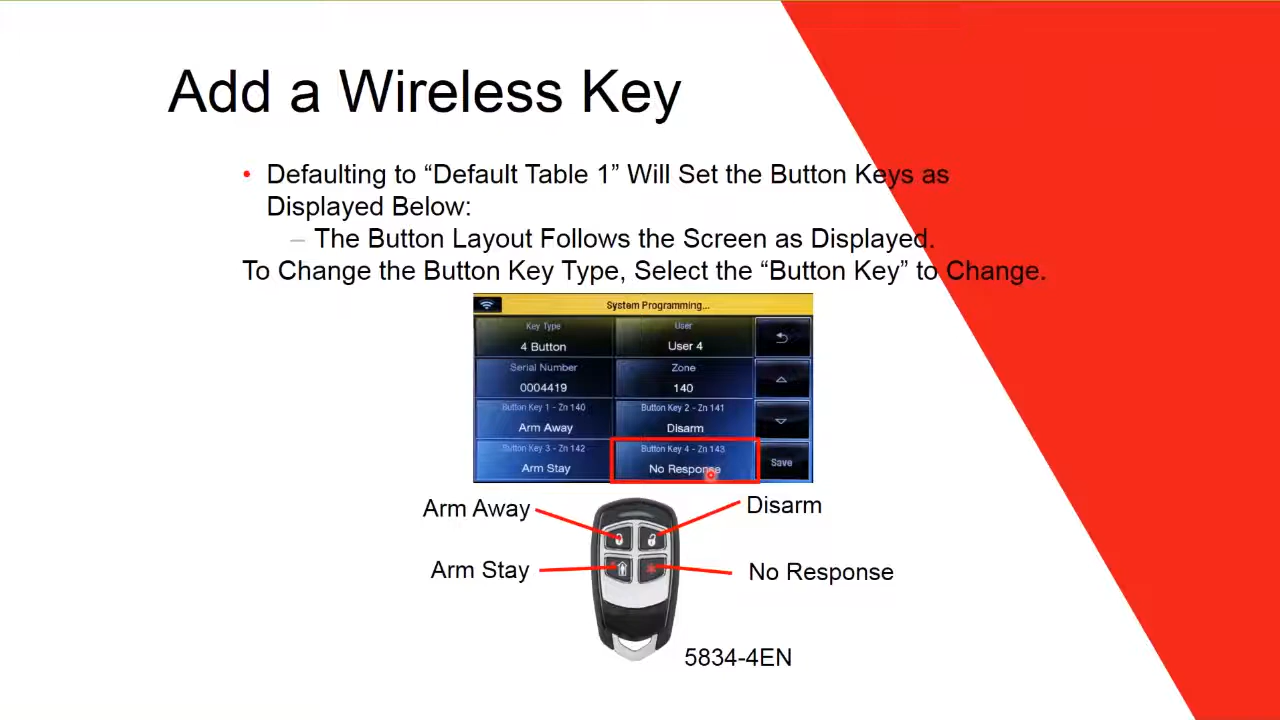 Add a Wireless Key
• Defaulting to “Default Table 1” Will Set the Button Keys as
Displayed Below:
– The Button Layout Follows the Screen as Displayed.
To Change the Button Key Type, Select the “Button Key” to Change.
System Programming...
Key Type
4 Button
User
User 4
Serial Number
0004419
Zone
140
Button Key 1 - Zn 140
Arm Away
Button Key 2 - Zn 141
Disarm
Button Key 3 - Zn 142
Arm Stay
Button Key 4 - Zn 143
No Response
Save
Arm Away
Disarm
Arm Stay
No Response
5834-4EN